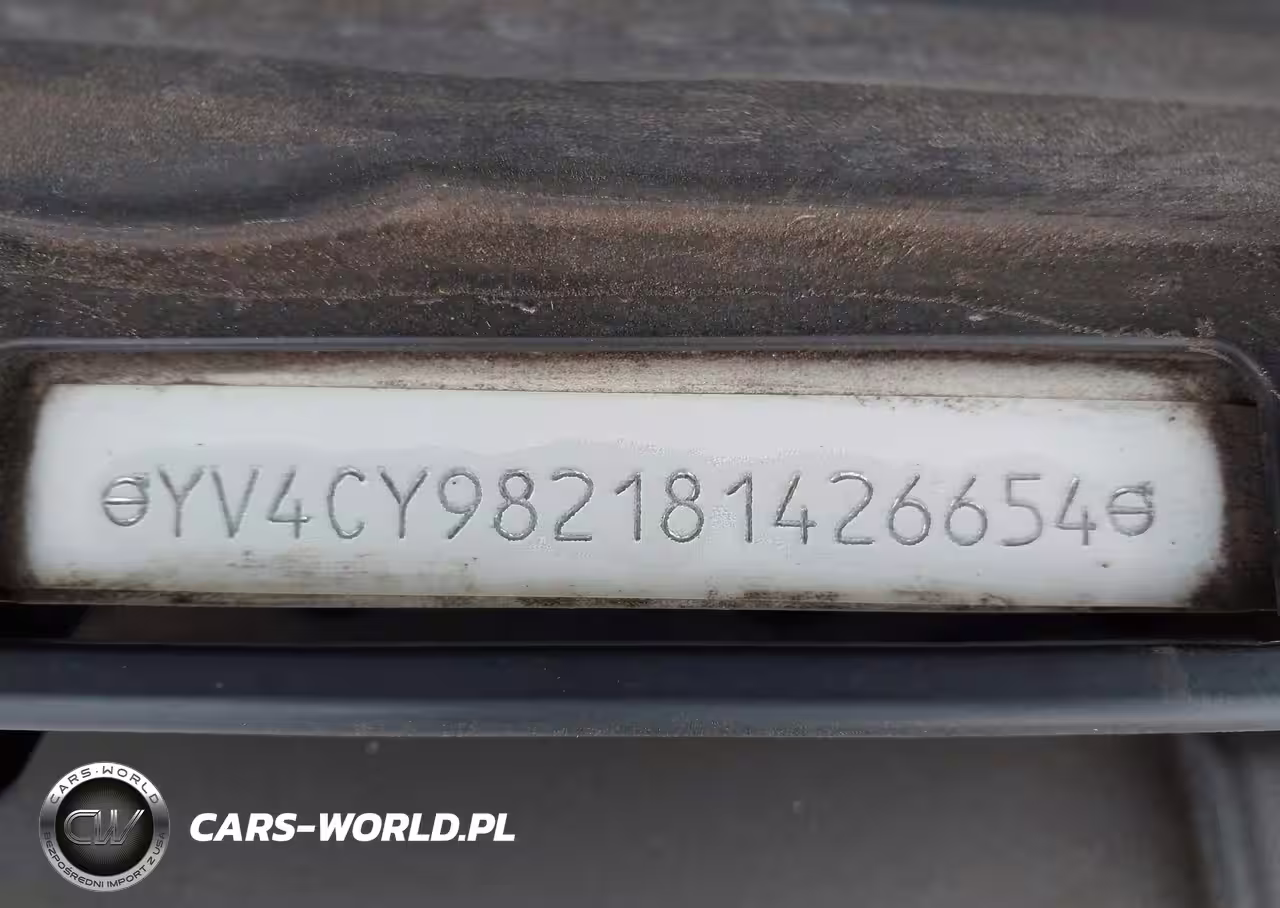 YV4CY982181426654
CARS-WORLD
CW
BEZPOŚREDNI IMPORT Z USA
CARS-WORLD.PL